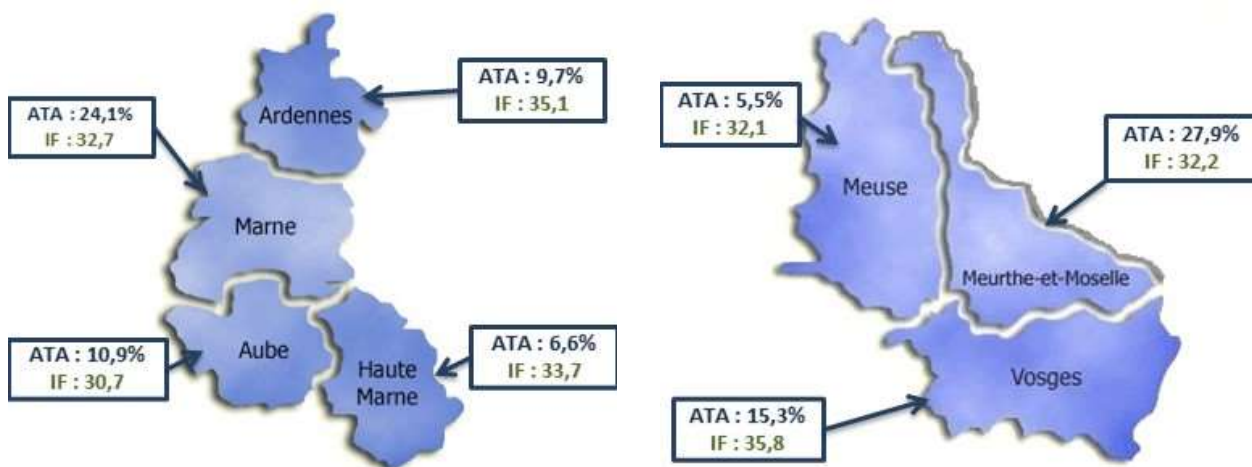 ATA : 9,7%
IF : 35,1
Ardennes
ATA : 24,1%
IF : 32,7
Marne
ATA : 10,9%
IF : 30,7
Aube
ATA : 6,6%
IF : 33,7
Haute
Marne
ATA : 5,5%
IF : 32,1
Meuse
ATA : 27,9%
IF : 32,2
Meurthe-et-Moselle
Vosges
ATA : 15,3%
IF : 35,8